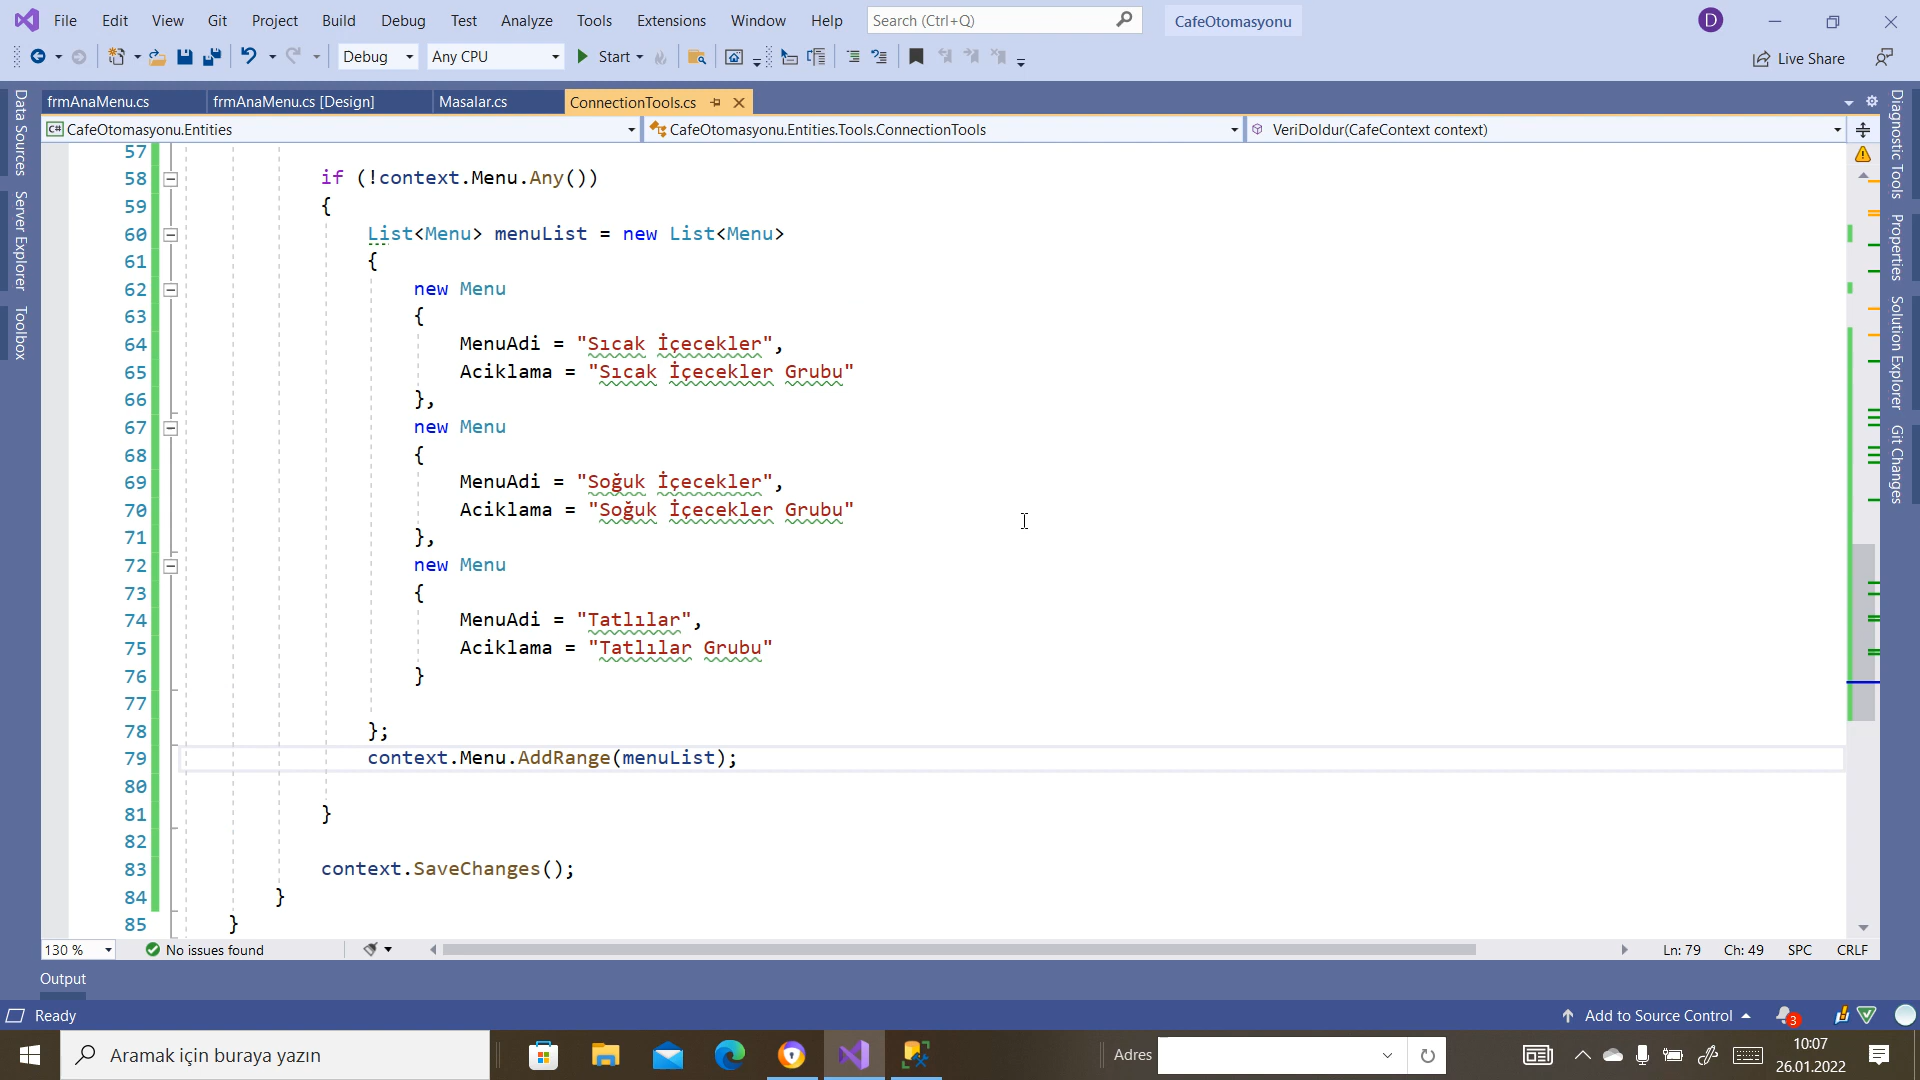 File Edit View Git Project Build Debug Test Analyze Tools Extensions Window Help Search (Ctrl+Q) CafeOtomasyonu D
Debug Any CPU Start Live Share
frmAnaMenu.cs frmAnaMenu.cs [Design] Masalar.cs ConnectionTools.cs
C# CafeOtomasyonu.Entities CafeOtomasyonu.Entities.Tools.ConnectionTools VeriDoldur(CafeContext context)
Data Sources
Server Explorer
Toolbox
57
58 if (!context.Menu.Any())
59 {
60 List<Menu> menuList = new List<Menu>
61 {
62 new Menu
63 {
64 MenuAdi = "Sıcak İçecekler",
65 Aciklama = "Sıcak İçecekler Grubu"
66 },
67 new Menu
68 {
69 MenuAdi = "Soğuk İçecekler",
70 Aciklama = "Soğuk İçecekler Grubu"
71 },
72 new Menu
73 {
74 MenuAdi = "Tatlılar",
75 Aciklama = "Tatlılar Grubu"
76 }
77
78 };
79 context.Menu.AddRange(menuList);
80
81 }
82
83 context.SaveChanges();
84 }
85 }
Diagnostic Tools
Properties
Solution Explorer
Git Changes
130 % No issues found Ln: 79 Ch: 49 SPC CRLF
Output
Ready Add to Source Control 3
Aramak için buraya yazın Adres 10:07
26.01.2022